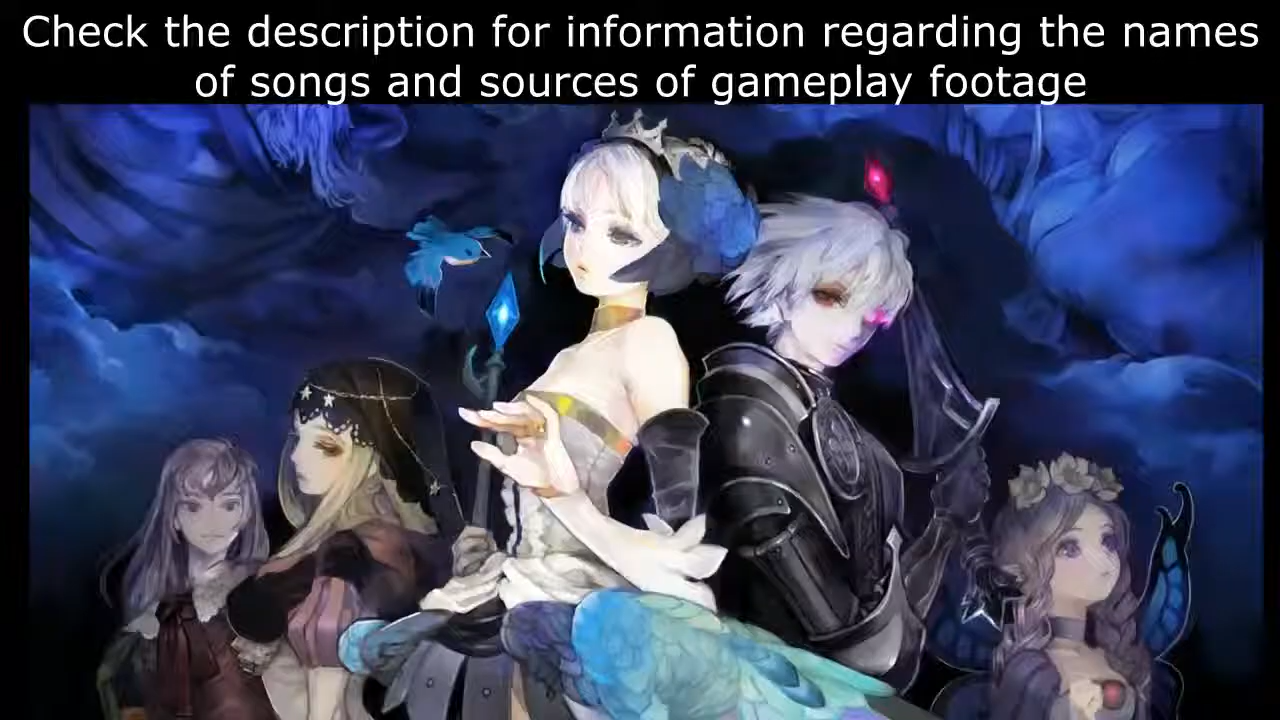 Check the description for information regarding the names
of songs and sources of gameplay footage